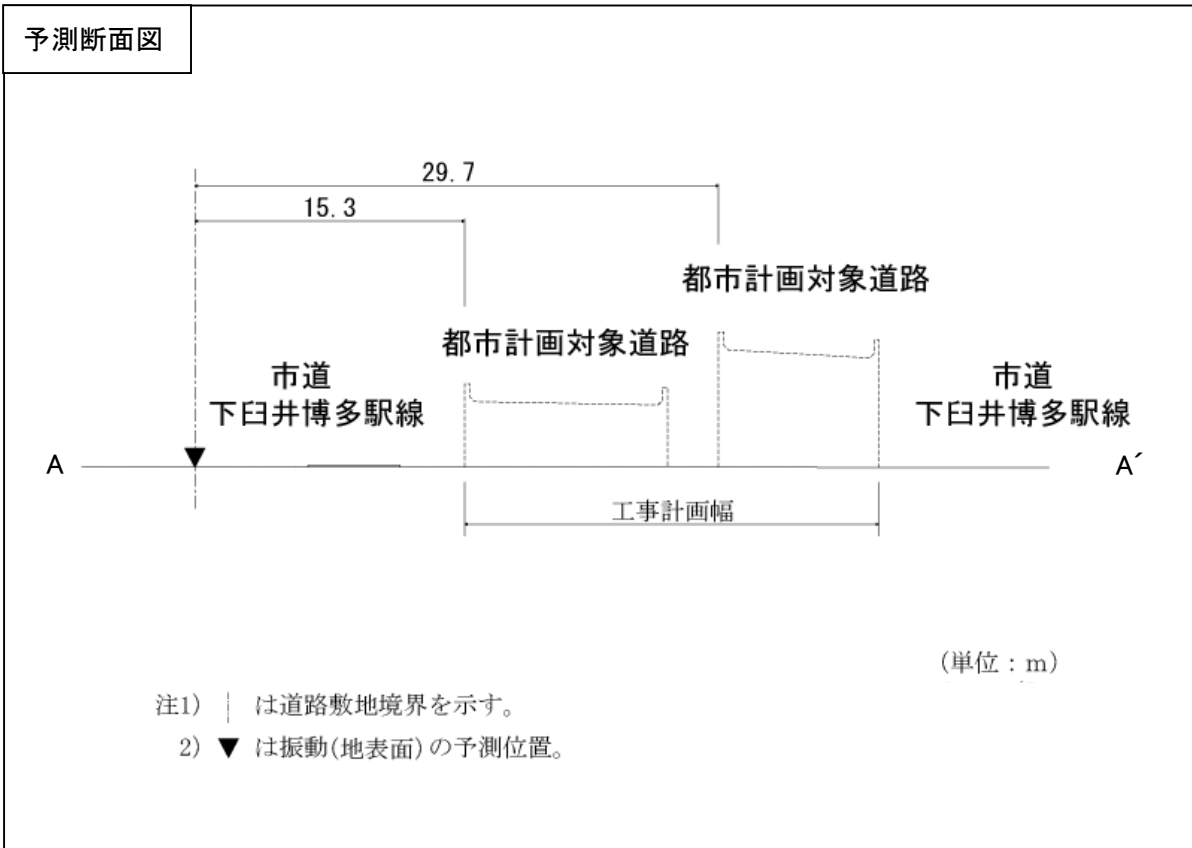 予測断面図
29.7
15.3
都市計画対象道路
都市計画対象道路
市道
下臼井博多駅線
市道
下臼井博多駅線
A
A´
工事計画幅
(単位：m)
注1) ¦ は道路敷地境界を示す。
2) ▼ は振動(地表面)の予測位置。